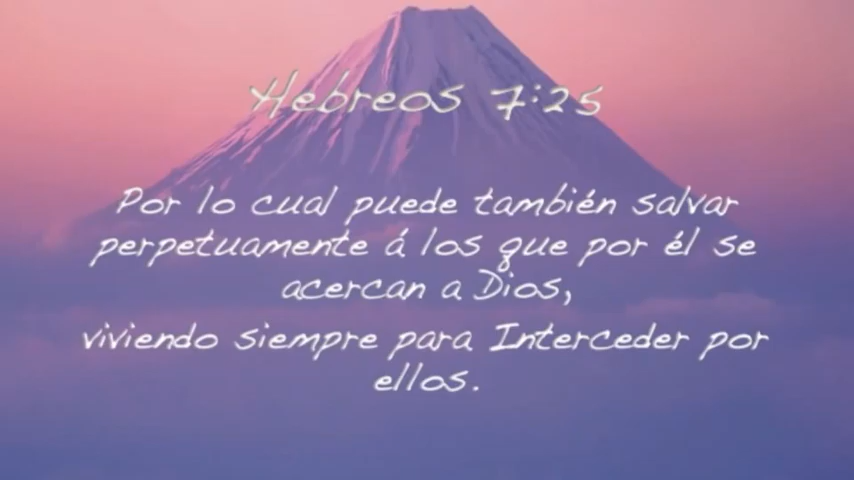 Hebreos 7:25
Por lo cual puede también salvar
perpetuamente á los que por él se
acercan a Dios,
viviendo siempre para Interceder por
ellos.